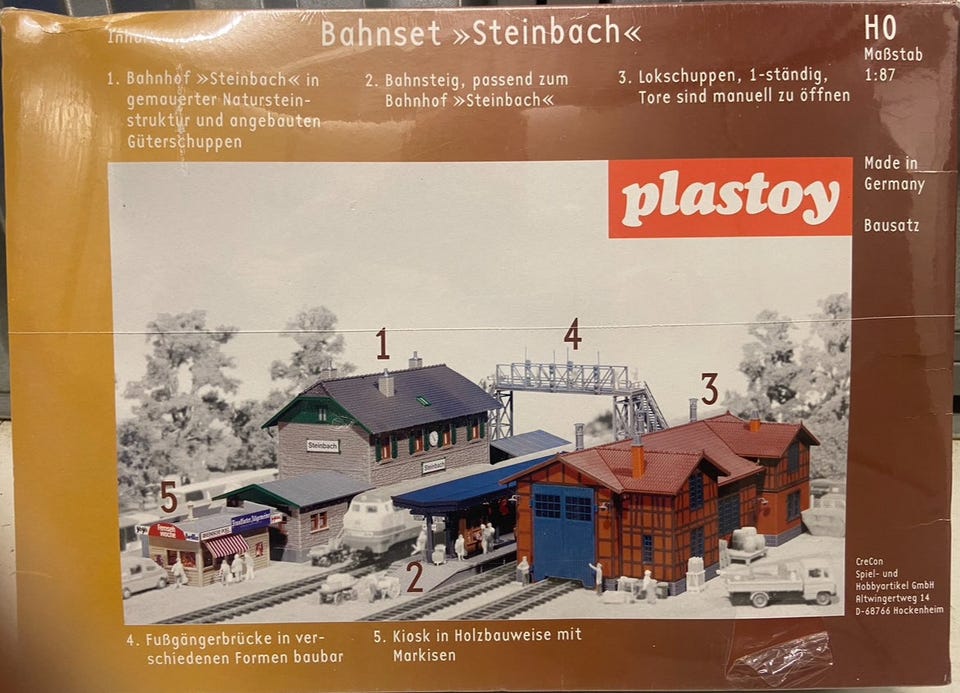 Bahnset »Steinbach«
H0
Maßstab
1:87
1. Bahnhof »Steinbach« in
gemauerter Naturstein-
struktur und angebauten
Güterschuppen
2. Bahnsteig, passend zum
Bahnhof »Steinbach«
3. Lokschuppen, 1-ständig,
Tore sind manuell zu öffnen
Made in
Germany
Bausatz
plastoy
1
4
3
Steinbach
Steinbach
5
2
CreCon
Spiel- und
Hobbyartikel GmbH
Altwingertweg 14
D-68766 Hockenheim
4. Fußgängerbrücke in ver-
schiedenen Formen baubar
5. Kiosk in Holzbauweise mit
Markisen